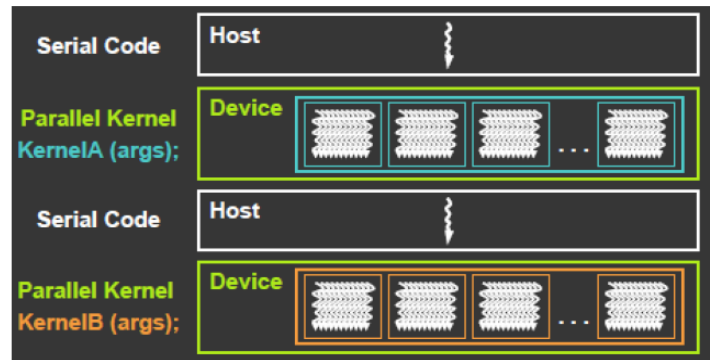 Serial Code
Host
Parallel Kernel
KernelA (args);
Device
...
Serial Code
Host
Parallel Kernel
KernelB (args);
Device
...